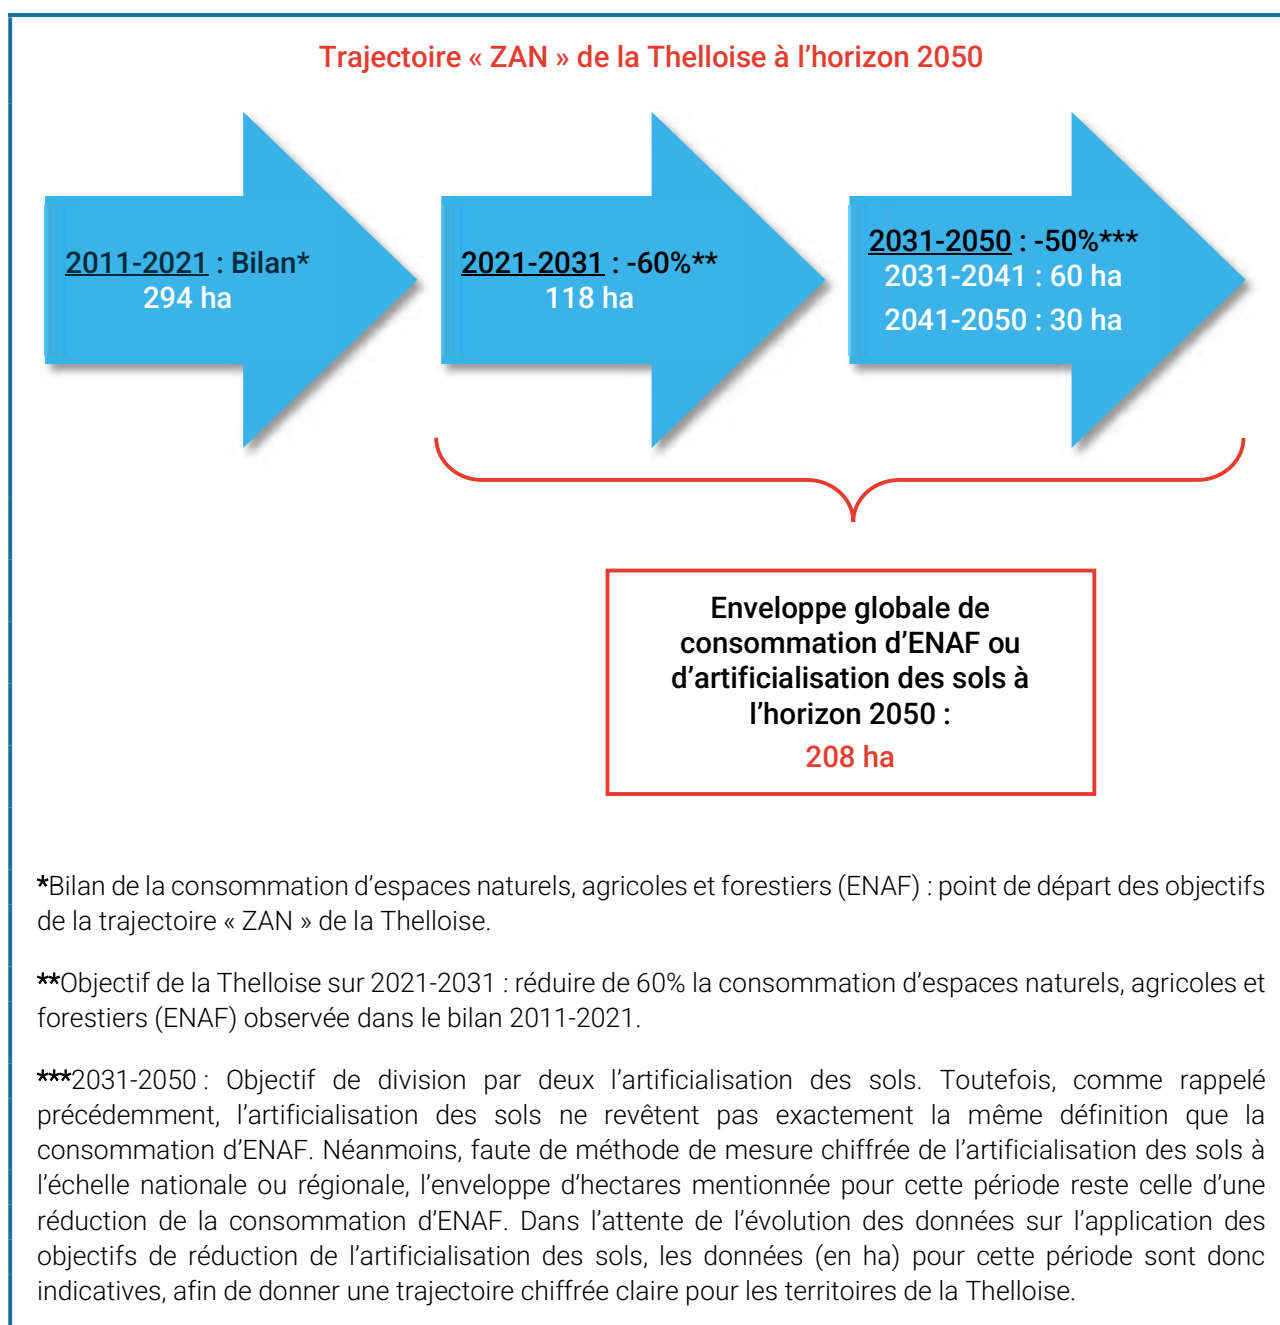 Trajectoire « ZAN » de la Thelloise à l’horizon 2050
2011-2021 : Bilan*
294 ha
2021-2031 : -60%**
118 ha
2031-2050 : -50%***
2031-2041 : 60 ha
2041-2050 : 30 ha
Enveloppe globale de
consommation d’ENAF ou
d’artificialisation des sols à
l’horizon 2050 :
208 ha
*Bilan de la consommation d’espaces naturels, agricoles et forestiers (ENAF) : point de départ des objectifs
de la trajectoire « ZAN » de la Thelloise.
**Objectif de la Thelloise sur 2021-2031 : réduire de 60% la consommation d’espaces naturels, agricoles et
forestiers (ENAF) observée dans le bilan 2011-2021.
***2031-2050 : Objectif de division par deux l’artificialisation des sols. Toutefois, comme rappelé
précédemment, l’artificialisation des sols ne revêtent pas exactement la même définition que la
consommation d’ENAF. Néanmoins, faute de méthode de mesure chiffrée de l’artificialisation des sols à
l’échelle nationale ou régionale, l’enveloppe d’hectares mentionnée pour cette période reste celle d’une
réduction de la consommation d’ENAF. Dans l’attente de l’évolution des données sur l’application des
objectifs de réduction de l’artificialisation des sols, les données (en ha) pour cette période sont donc
indicatives, afin de donner une trajectoire chiffrée claire pour les territoires de la Thelloise.